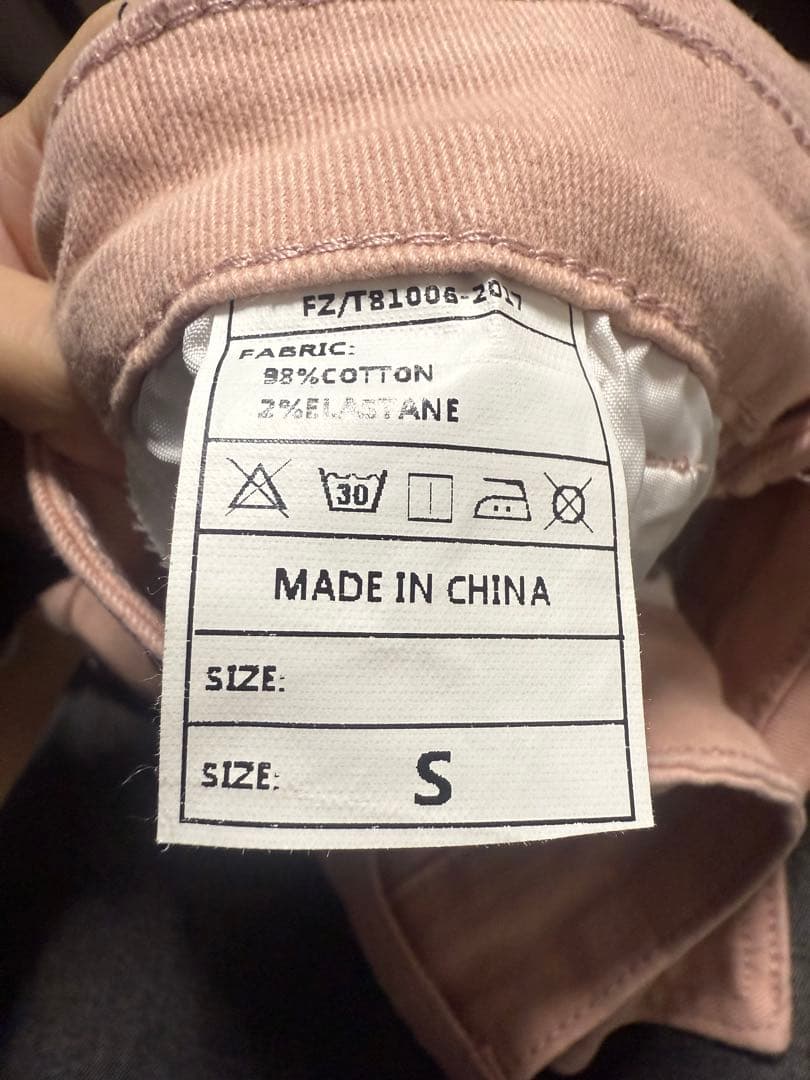 FZ/T81006-2017
FABRIC:
98%COTTON
2%ELASTANE
30
MADE IN CHINA
SIZE:
SIZE: S